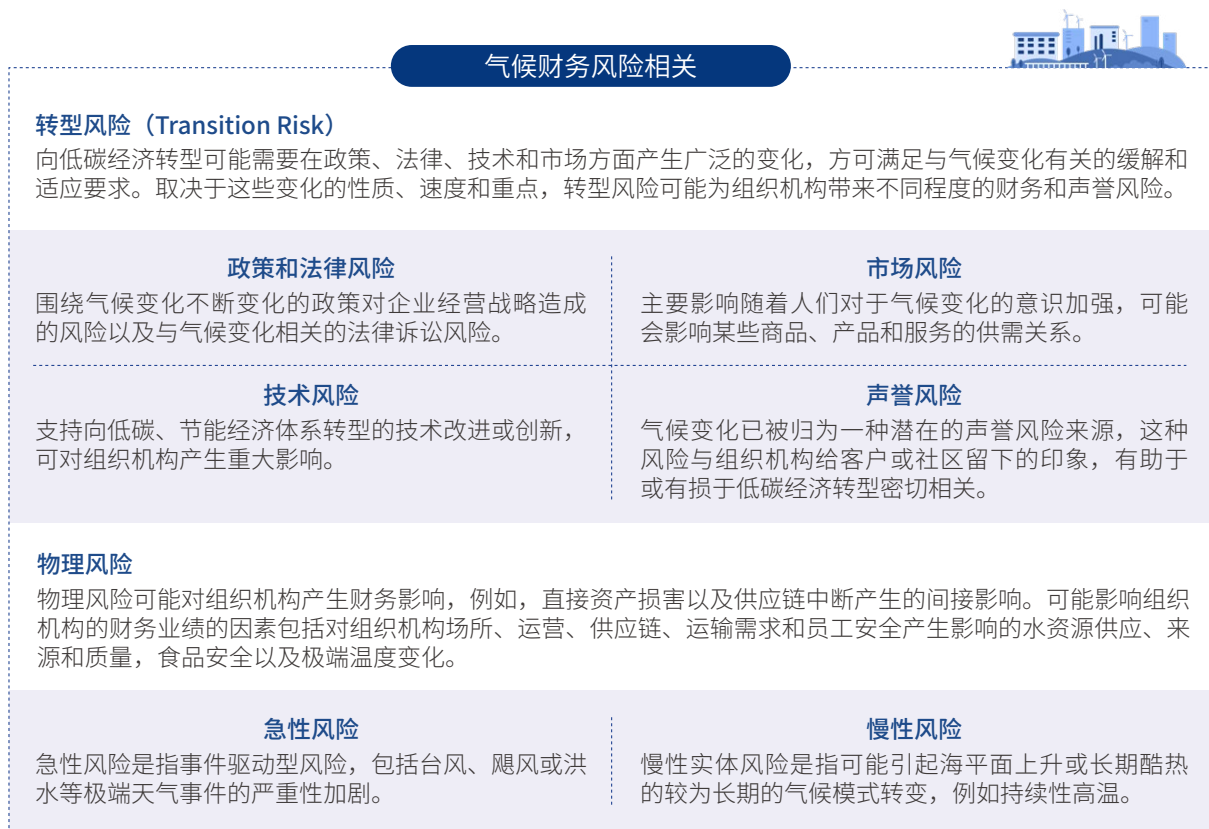 气候财务风险相关
转型风险（Transition Risk）
向低碳经济转型可能需要在政策、法律、技术和市场方面产生广泛的变化，方可满足与气候变化有关的缓解和
适应要求。取决于这些变化的性质、速度和重点，转型风险可能为组织机构带来不同程度的财务和声誉风险。
政策和法律风险
围绕气候变化不断变化的政策对企业经营战略造成
的风险以及与气候变化相关的法律诉讼风险。
市场风险
主要影响随着人们对于气候变化的意识加强，可能
会影响某些商品、产品和服务的供需关系。
技术风险
支持向低碳、节能经济体系转型的技术改进或创新，
可对组织机构产生重大影响。
声誉风险
气候变化已被归为一种潜在的声誉风险来源，这种
风险与组织机构给客户或社区留下的印象，有助于
或有损于低碳经济转型密切相关。
物理风险
物理风险可能对组织机构产生财务影响，例如，直接资产损害以及供应链中断产生的间接影响。可能影响组织
机构的财务业绩的因素包括对组织机构场所、运营、供应链、运输需求和员工安全产生影响的水资源供应、来
源和质量，食品安全以及极端温度变化。
急性风险
急性风险是指事件驱动型风险，包括台风、飓风或洪
水等极端天气事件的严重性加剧。
慢性风险
慢性实体风险是指可能引起海平面上升或长期酷热
的较为长期的气候模式转变，例如持续性高温。